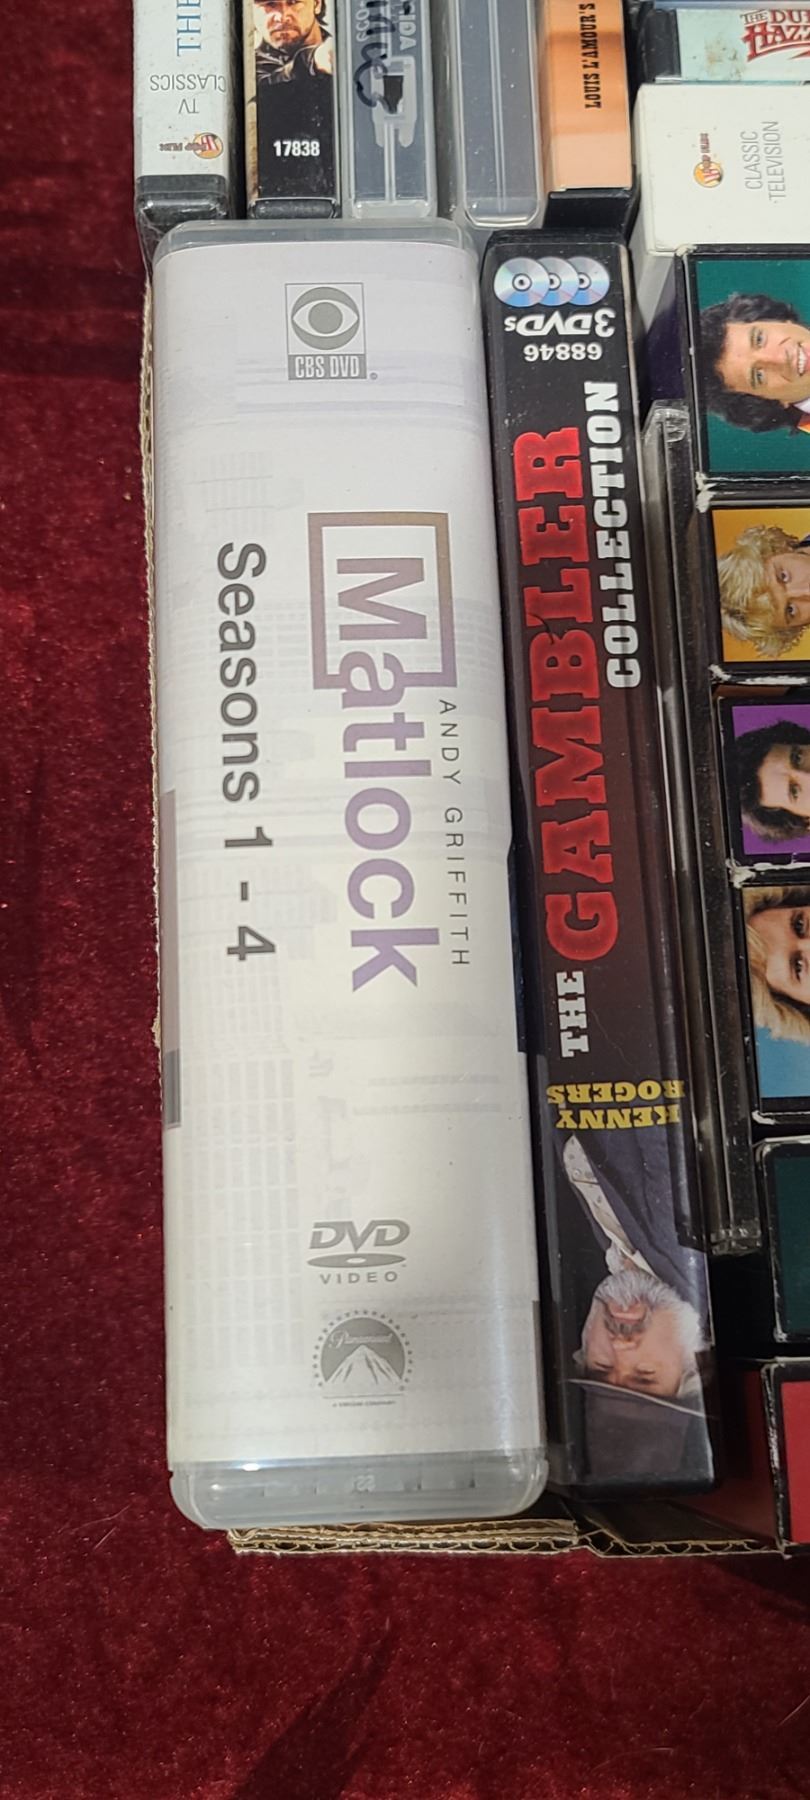 THE
TV
CLASSICS
17838
LOUIS L'AMOUR'S
THE DU
HAZZ
CLASSIC
TELEVISION
CBS DVD
ANDY GRIFFITH
Matlock
Seasons 1 - 4
DVD
VIDEO
Paramount
3 DVDs
68846
KENNY
ROGERS
THE GAMBLER
COLLECTION